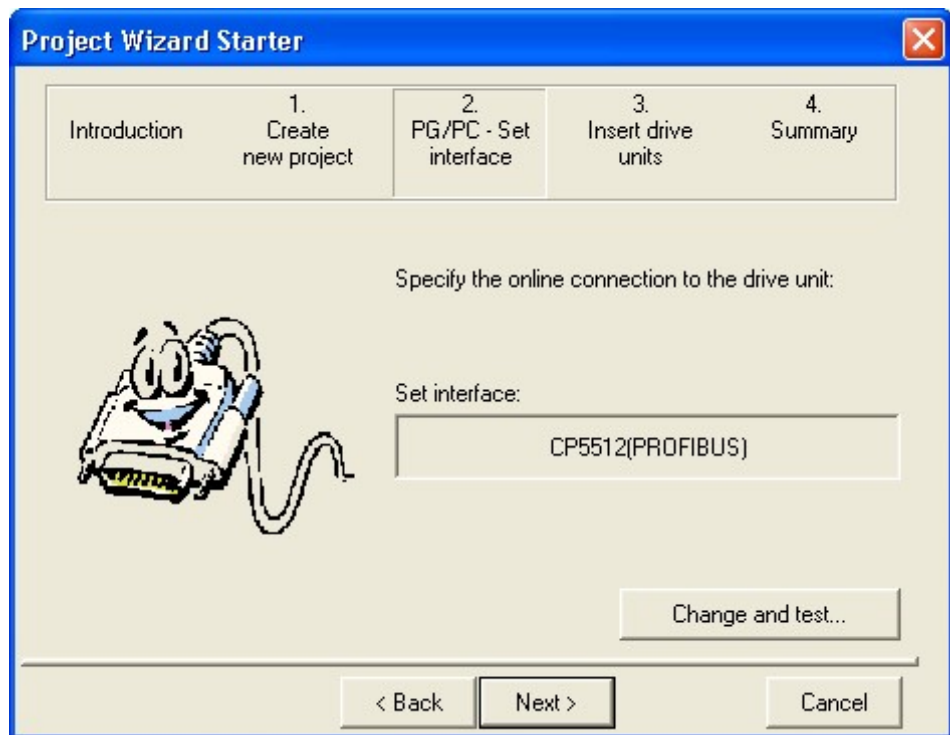 Project Wizard Starter
Introduction
1.
Create
new project
2.
PG/PC - Set
interface
3.
Insert drive
units
4.
Summary
Specify the online connection to the drive unit:
Set interface:
CP5512(PROFIBUS)
Change and test...
< Back
Next >
Cancel